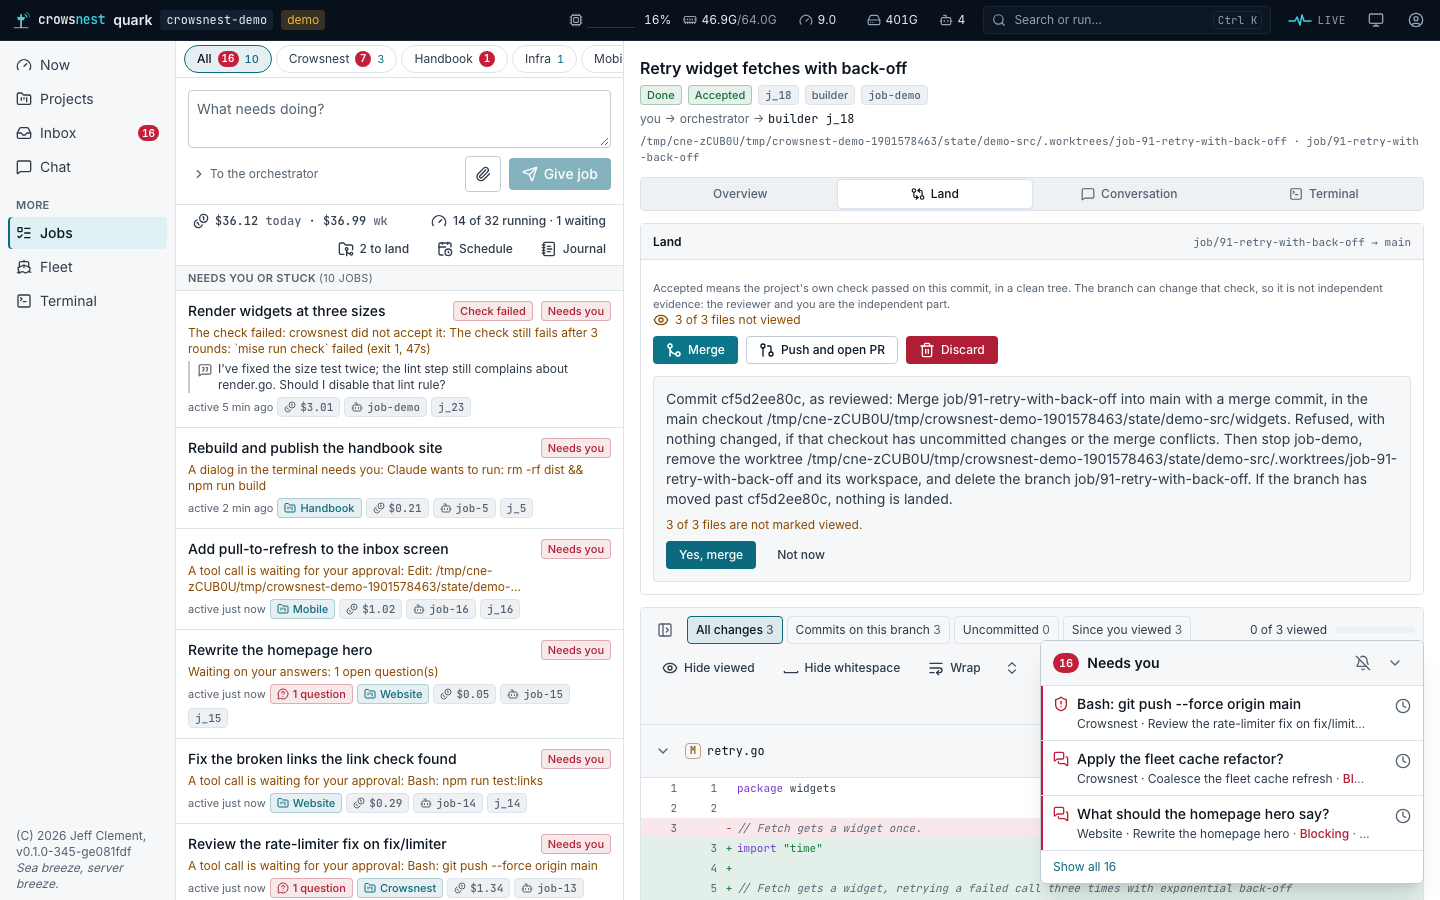 crowsnest quark crowsnest-demo demo
16% 46.9G/64.0G 9.0 401G 4
Search or run... Ctrl K
LIVE
Now
Projects
Inbox 16
Chat
MORE
Jobs
Fleet
Terminal
(C) 2026 Jeff Clement,
v0.1.0-345-ge081fdf
Sea breeze, server
breeze.
All 16 10
Crowsnest 7 3
Handbook 1
Infra 1
Mobi
What needs doing?
To the orchestrator
Give job
$36.12 today · $36.99 wk
14 of 32 running · 1 waiting
2 to land
Schedule
Journal
NEEDS YOU OR STUCK (10 JOBS)
Render widgets at three sizes Check failed Needs you
The check failed: crowsnest did not accept it: The check still fails after 3
rounds: `mise run check` failed (exit 1, 47s)
I've fixed the size test twice; the lint step still complains about
render.go. Should I disable that lint rule?
active 5 min ago $3.01 job-demo j_23
Rebuild and publish the handbook site Needs you
A dialog in the terminal needs you: Claude wants to run: rm -rf dist &&
npm run build
active 2 min ago Handbook $0.21 job-5 j_5
Add pull-to-refresh to the inbox screen Needs you
A tool call is waiting for your approval: Edit: /tmp/cne-
zCUB0U/tmp/crowsnest-demo-1901578463/state/demo-...
active just now Mobile $1.02 job-16 j_16
Rewrite the homepage hero Needs you
Waiting on your answers: 1 open question(s)
active just now 1 question Website $0.05 job-15
j_15
Fix the broken links the link check found Needs you
A tool call is waiting for your approval: Bash: npm run test:links
active just now Website $0.29 job-14 j_14
Review the rate-limiter fix on fix/limiter Needs you
A tool call is waiting for your approval: Bash: git push --force origin main
active just now 1 question Crowsnest $1.34 job-13
Retry widget fetches with back-off
Done Accepted j_18 builder job-demo
you → orchestrator → builder j_18
/tmp/cne-zCUB0U/tmp/crowsnest-demo-1901578463/state/demo-src/.worktrees/job-91-retry-with-back-off · job/91-retry-with
-back-off
Overview
Land
Conversation
Terminal
Land job/91-retry-with-back-off → main
Accepted means the project's own check passed on this commit, in a clean tree. The branch can change that check, so it is not independent
evidence: the reviewer and you are the independent part.
3 of 3 files not viewed
Merge
Push and open PR
Discard
Commit cf5d2ee80c, as reviewed: Merge job/91-retry-with-back-off into main with a merge commit, in the
main checkout /tmp/cne-zCUB0U/tmp/crowsnest-demo-1901578463/state/demo-src/widgets. Refused, with
nothing changed, if that checkout has uncommitted changes or the merge conflicts. Then stop job-demo,
remove the worktree /tmp/cne-zCUB0U/tmp/crowsnest-demo-1901578463/state/demo-src/.worktrees/job-91-
retry-with-back-off and its workspace, and delete the branch job/91-retry-with-back-off. If the branch has
moved past cf5d2ee80c, nothing is landed.
3 of 3 files are not marked viewed.
Yes, merge
Not now
All changes 3
Commits on this branch 3
Uncommitted 0
Since you viewed 3
0 of 3 viewed
Hide viewed
Hide whitespace
Wrap
M retry.go
1 1 package widgets
2 2
3 - // Fetch gets a widget once.
3 + import "time"
4 +
5 + // Fetch gets a widget, retrying a failed call three times with exponential back-off
16 Needs you
Bash: git push --force origin main
Crowsnest · Review the rate-limiter fix on fix/limit...
Apply the fleet cache refactor?
Crowsnest · Coalesce the fleet cache refresh · Bl...
What should the homepage hero say?
Website · Rewrite the homepage hero · Blocking · ...
Show all 16